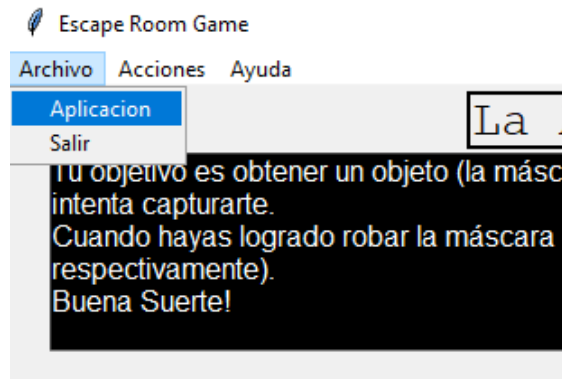 Escape Room Game
Archivo Acciones Ayuda
Aplicacion
Salir
La
Tu objetivo es obtener un objeto (la másc
intenta capturarte.
Cuando hayas logrado robar la máscara
respectivamente).
Buena Suerte!